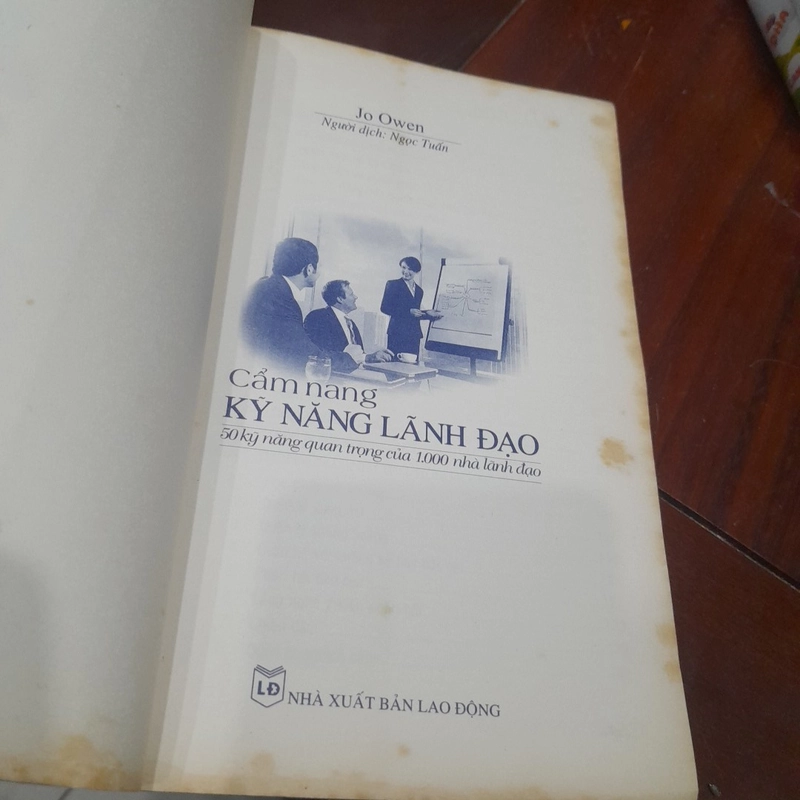 Jo Owen
Người dịch: Ngọc Tuấn
Cẩm nang
KỸ NĂNG LÃNH ĐẠO
50 kỹ năng quan trọng của 1.000 nhà lãnh đạo
LĐ
NHÀ XUẤT BẢN LAO ĐỘNG